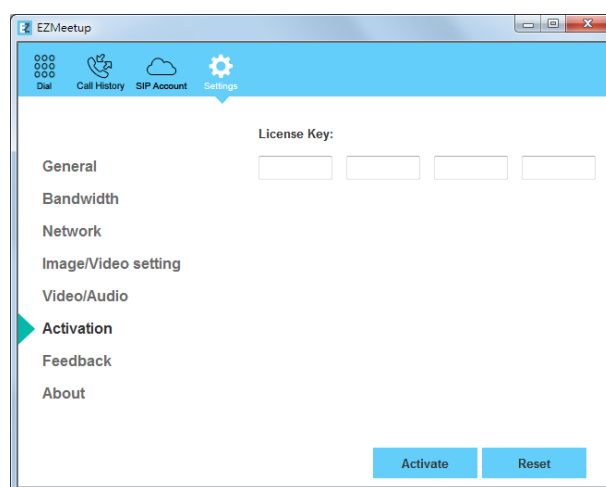 EZMeetup
Dial Call History SIP Account Settings
License Key:
General
Bandwidth
Network
Image/Video setting
Video/Audio
Activation
Feedback
About
Activate Reset